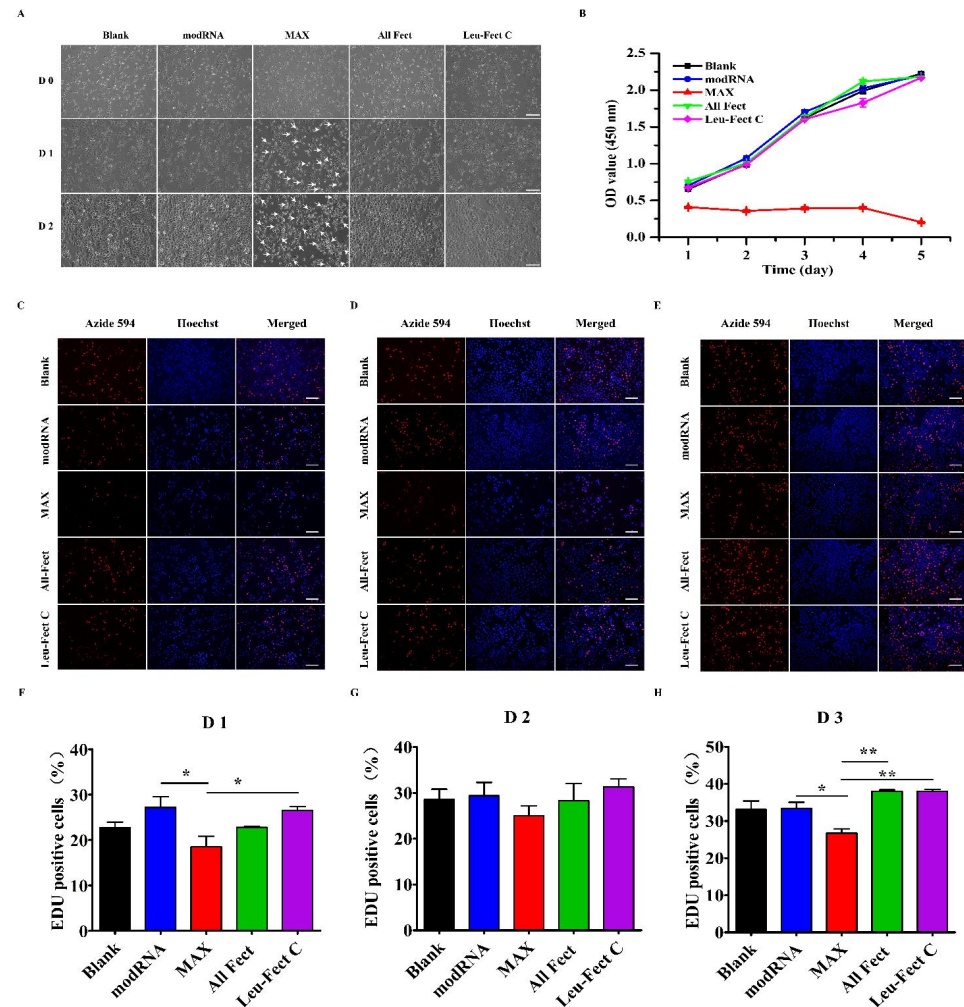 A
Blank modRNA MAX All Fect Leu-Fect C
D 0
D 1
D 2
B
Blank
modRNA
MAX
All Fect
Leu-Fect C
OD value (450 nm)
2.5
2.0
1.5
1.0
0.5
0.0
1 2 3 4 5
Time (day)
C
Azide 594 Hoechst Merged
Blank
modRNA
MAX
All-Fect
Leu-Fect C
D
Azide 594 Hoechst Merged
Blank
modRNA
MAX
All-Fect
Leu-Fect C
E
Azide 594 Hoechst Merged
Blank
modRNA
MAX
All-Fect
Leu-Fect C
F
D 1
EDU positive cells （%）
40
30
20
10
0
* *
Blank modRNA MAX All Fect Leu-Fect C
G
D 2
EDU positive cells （%）
40
30
20
10
0
Blank modRNA MAX All Fect Leu-Fect C
H
D 3
EDU positive cells （%）
50
40
30
20
10
0
**
* **
Blank modRNA MAX All Fect Leu-Fect C